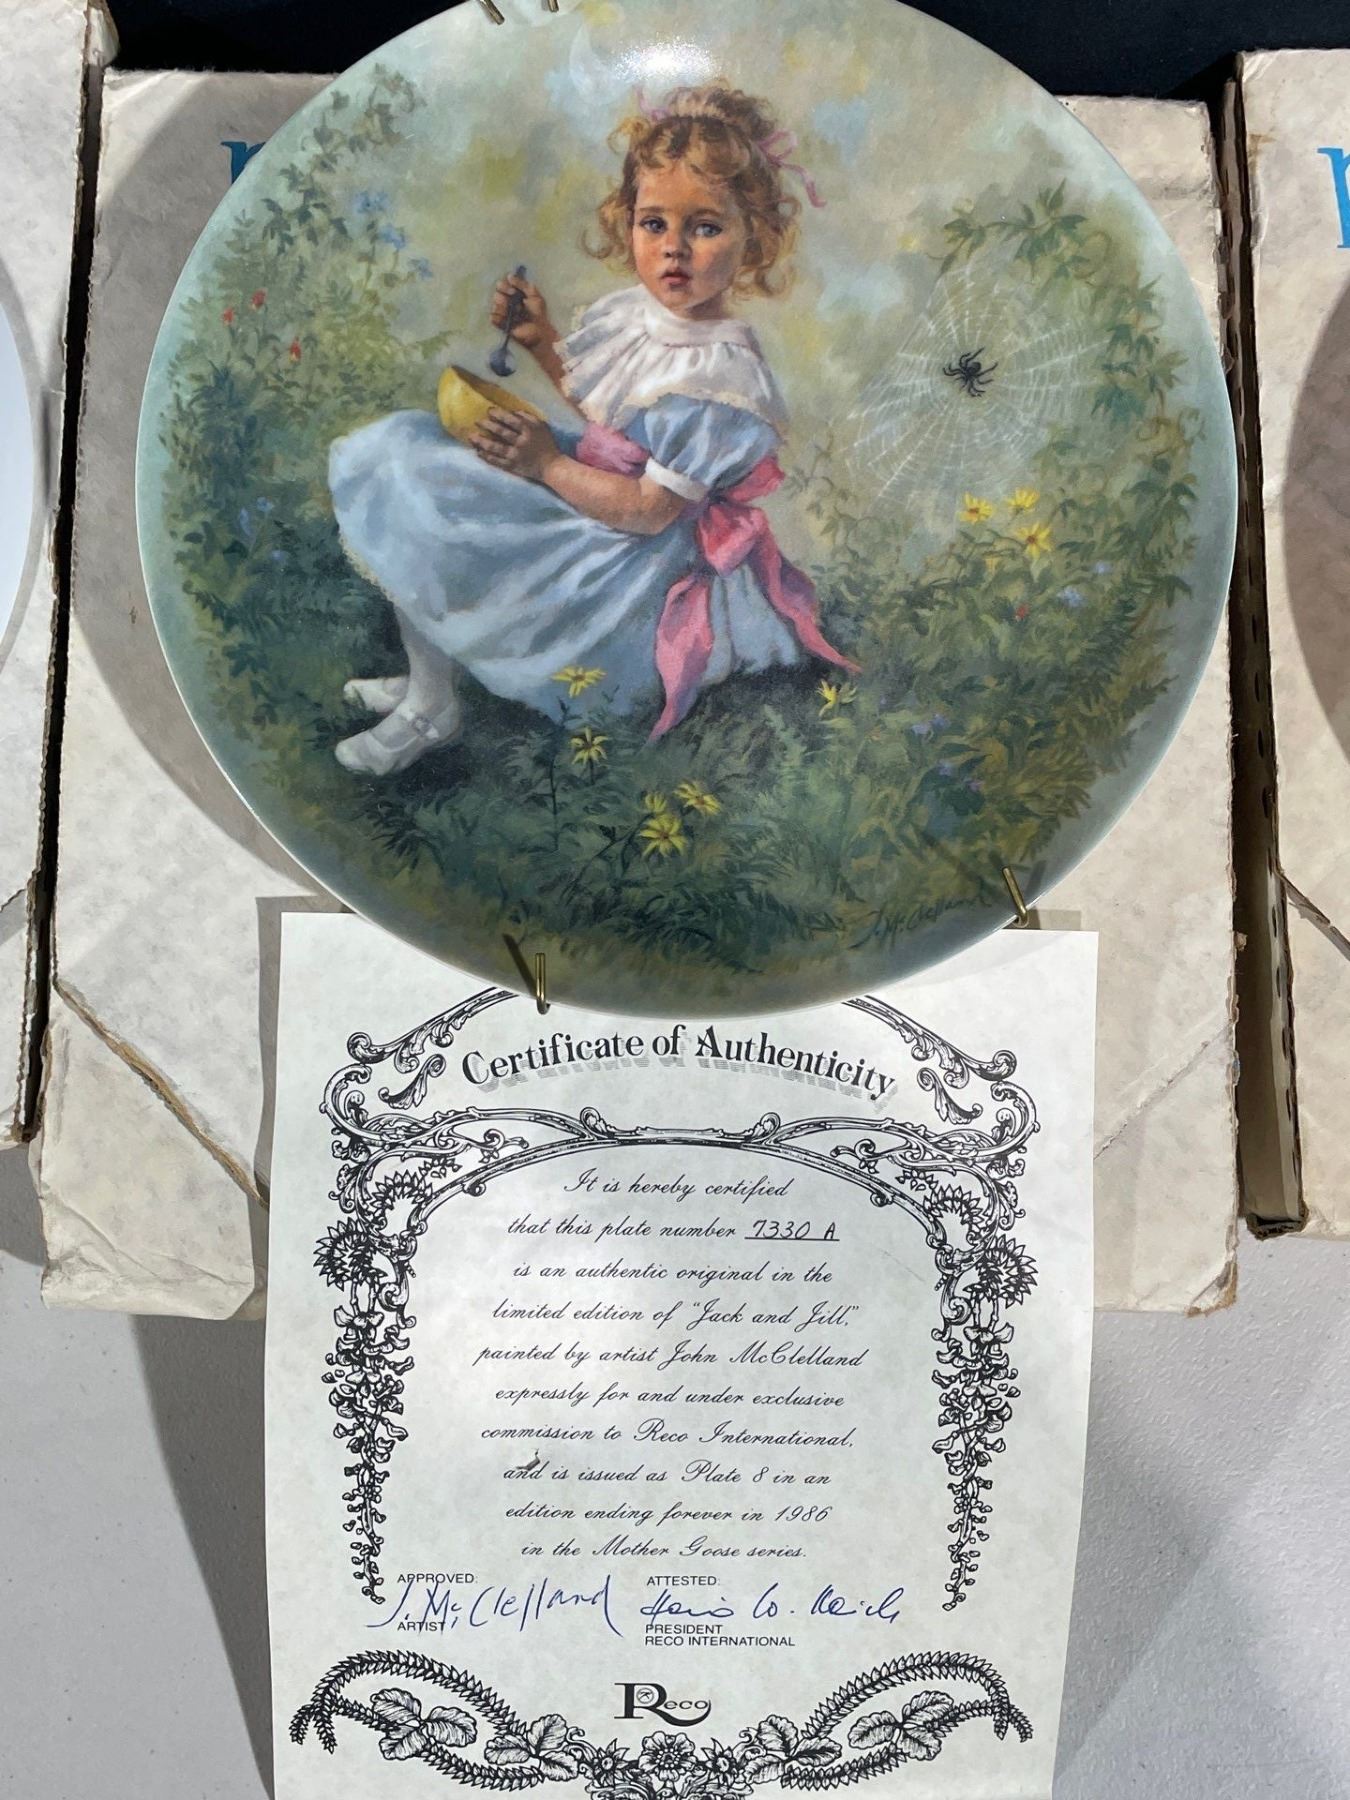 J. McClelland
Certificate of Authenticity
It is hereby certified
that this plate number 7330 A
is an authentic original in the
limited edition of "Jack and Jill,"
painted by artist John McClelland
expressly for and under exclusive
commission to Reco International,
and is issued as Plate 8 in an
edition ending forever in 1986
in the Mother Goose series.
APPROVED: ATTESTED:
J. McClelland
ARTIST PRESIDENT
RECO INTERNATIONAL
Reco